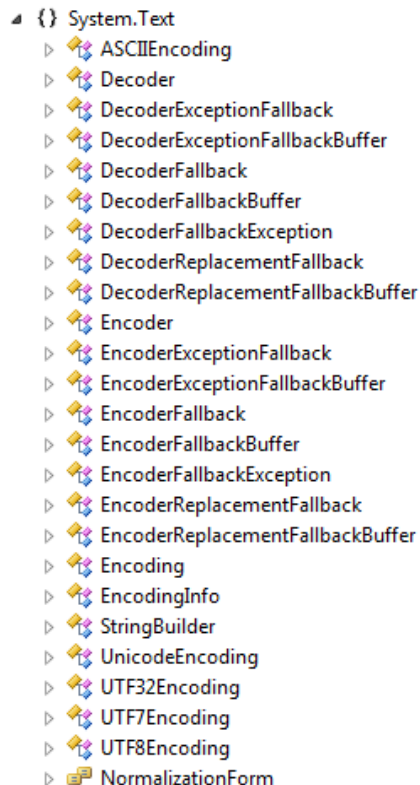 {} System.Text
ASCIIEncoding
Decoder
DecoderExceptionFallback
DecoderExceptionFallbackBuffer
DecoderFallback
DecoderFallbackBuffer
DecoderFallbackException
DecoderReplacementFallback
DecoderReplacementFallbackBuffer
Encoder
EncoderExceptionFallback
EncoderExceptionFallbackBuffer
EncoderFallback
EncoderFallbackBuffer
EncoderFallbackException
EncoderReplacementFallback
EncoderReplacementFallbackBuffer
Encoding
EncodingInfo
StringBuilder
UnicodeEncoding
UTF32Encoding
UTF7Encoding
UTF8Encoding
NormalizationForm